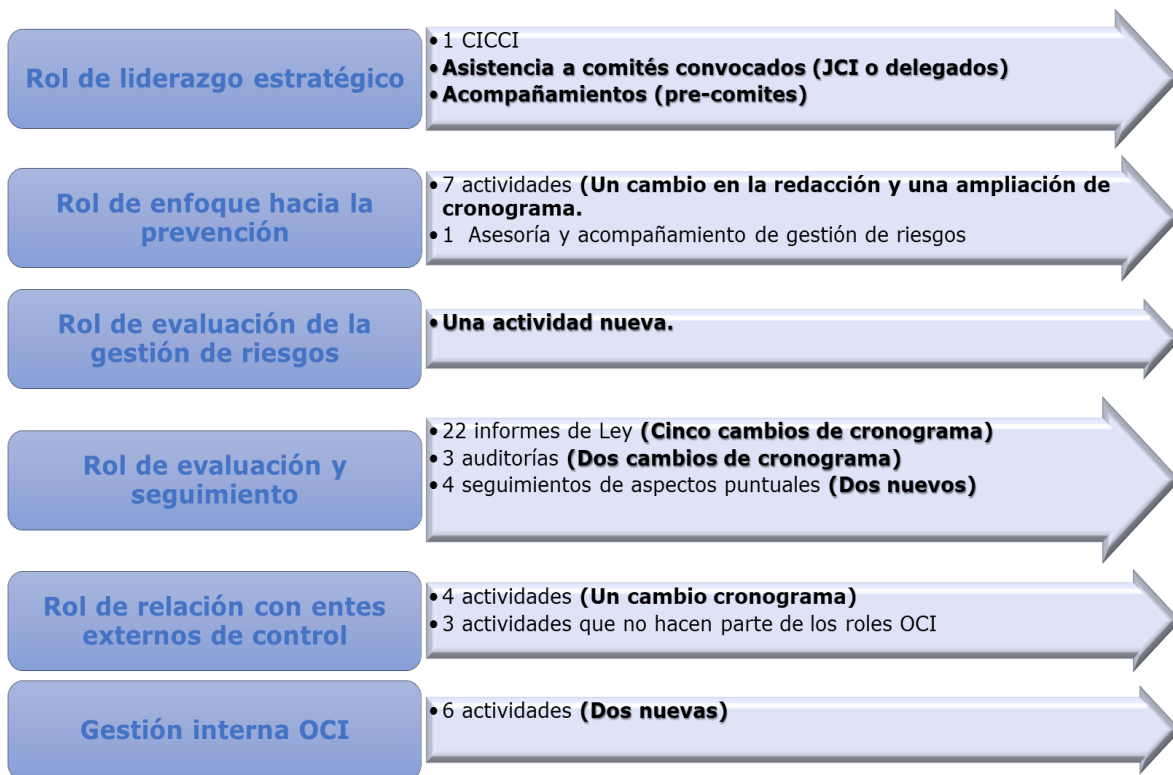 Rol de liderazgo estratégico
•1 CICCI
•Asistencia a comités convocados (JCI o delegados)
•Acompañamientos (pre-comites)
Rol de enfoque hacia la
prevención
•7 actividades (Un cambio en la redacción y una ampliación de
cronograma.
•1 Asesoría y acompañamiento de gestión de riesgos
Rol de evaluación de la
gestión de riesgos
•Una actividad nueva.
Rol de evaluación y
seguimiento
•22 informes de Ley (Cinco cambios de cronograma)
•3 auditorías (Dos cambios de cronograma)
•4 seguimientos de aspectos puntuales (Dos nuevos)
Rol de relación con entes
externos de control
•4 actividades (Un cambio cronograma)
•3 actividades que no hacen parte de los roles OCI
Gestión interna OCI
•6 actividades (Dos nuevas)